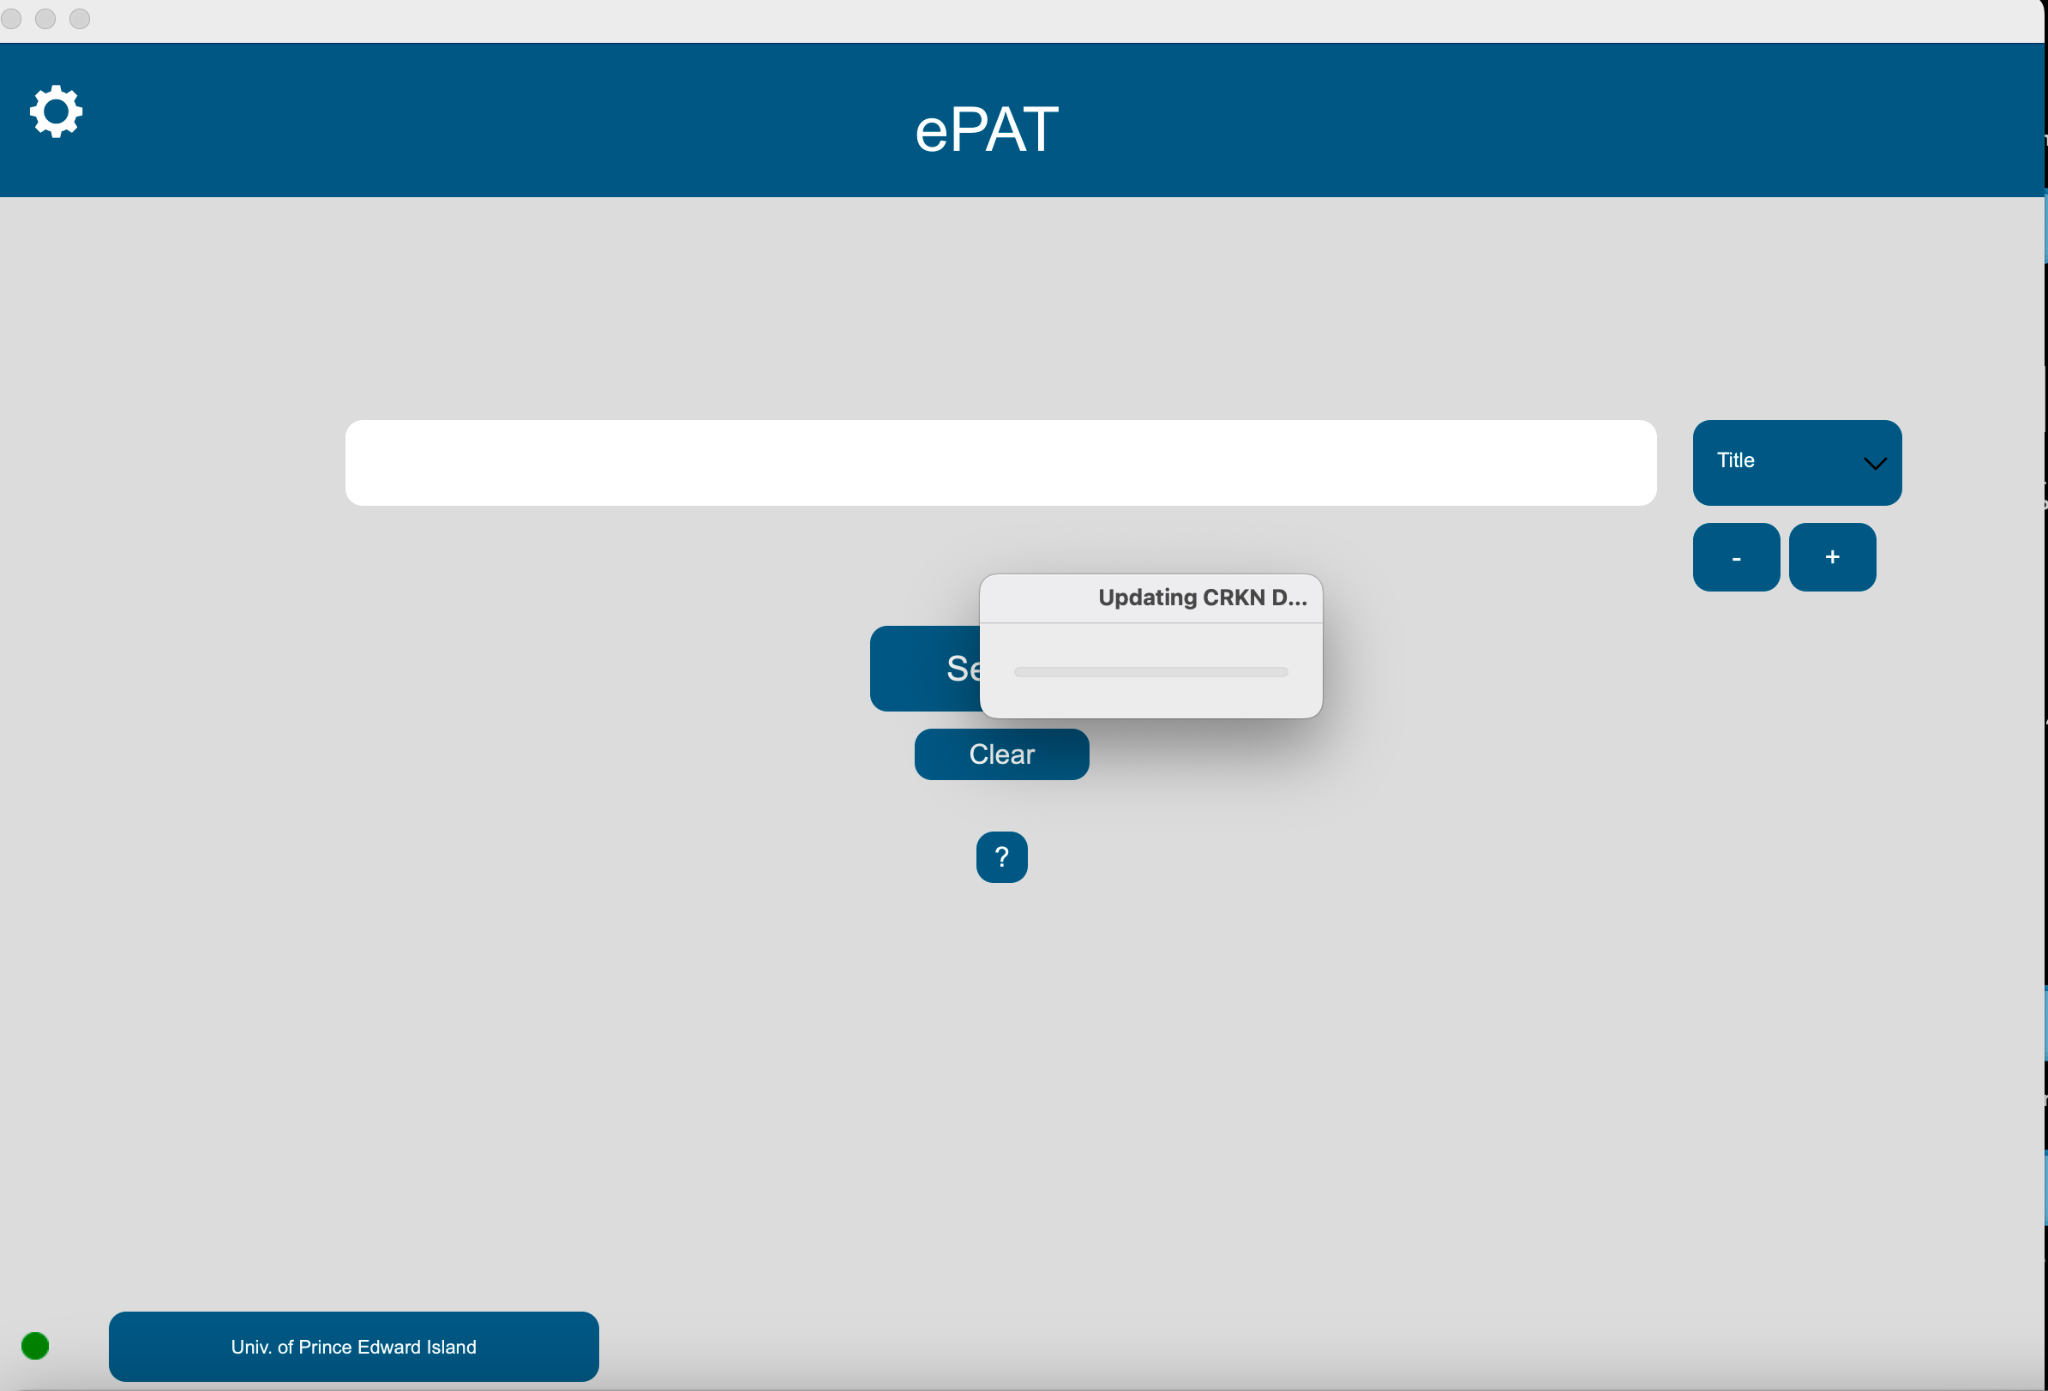 ePAT
Title
-
+
Updating CRKN D...
Clear
?
Univ. of Prince Edward Island